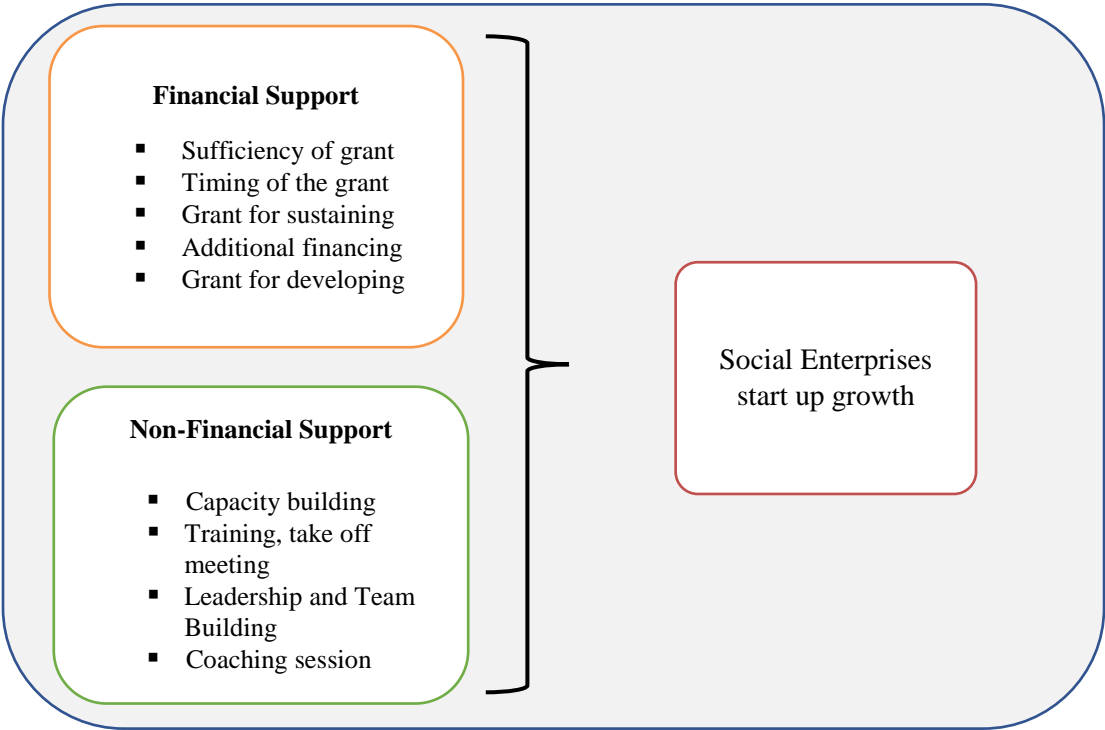 Financial Support
▪ Sufficiency of grant
▪ Timing of the grant
▪ Grant for sustaining
▪ Additional financing
▪ Grant for developing
Non-Financial Support
▪ Capacity building
▪ Training, take off
meeting
▪ Leadership and Team
Building
▪ Coaching session
Social Enterprises
start up growth